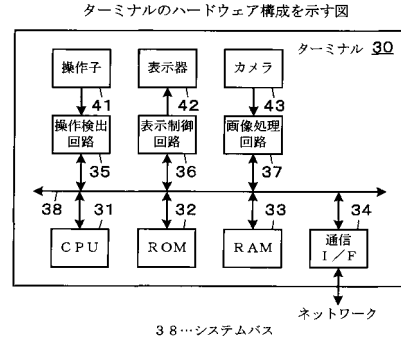 ターミナルのハードウェア構成を示す図
ターミナル 30
操作子
表示器
カメラ
41
42
43
操作検出
回路
表示制御
回路
画像処理
回路
35
36
37
38
31
32
33
34
CPU
ROM
RAM
通信
I/F
ネットワーク
38…システムバス